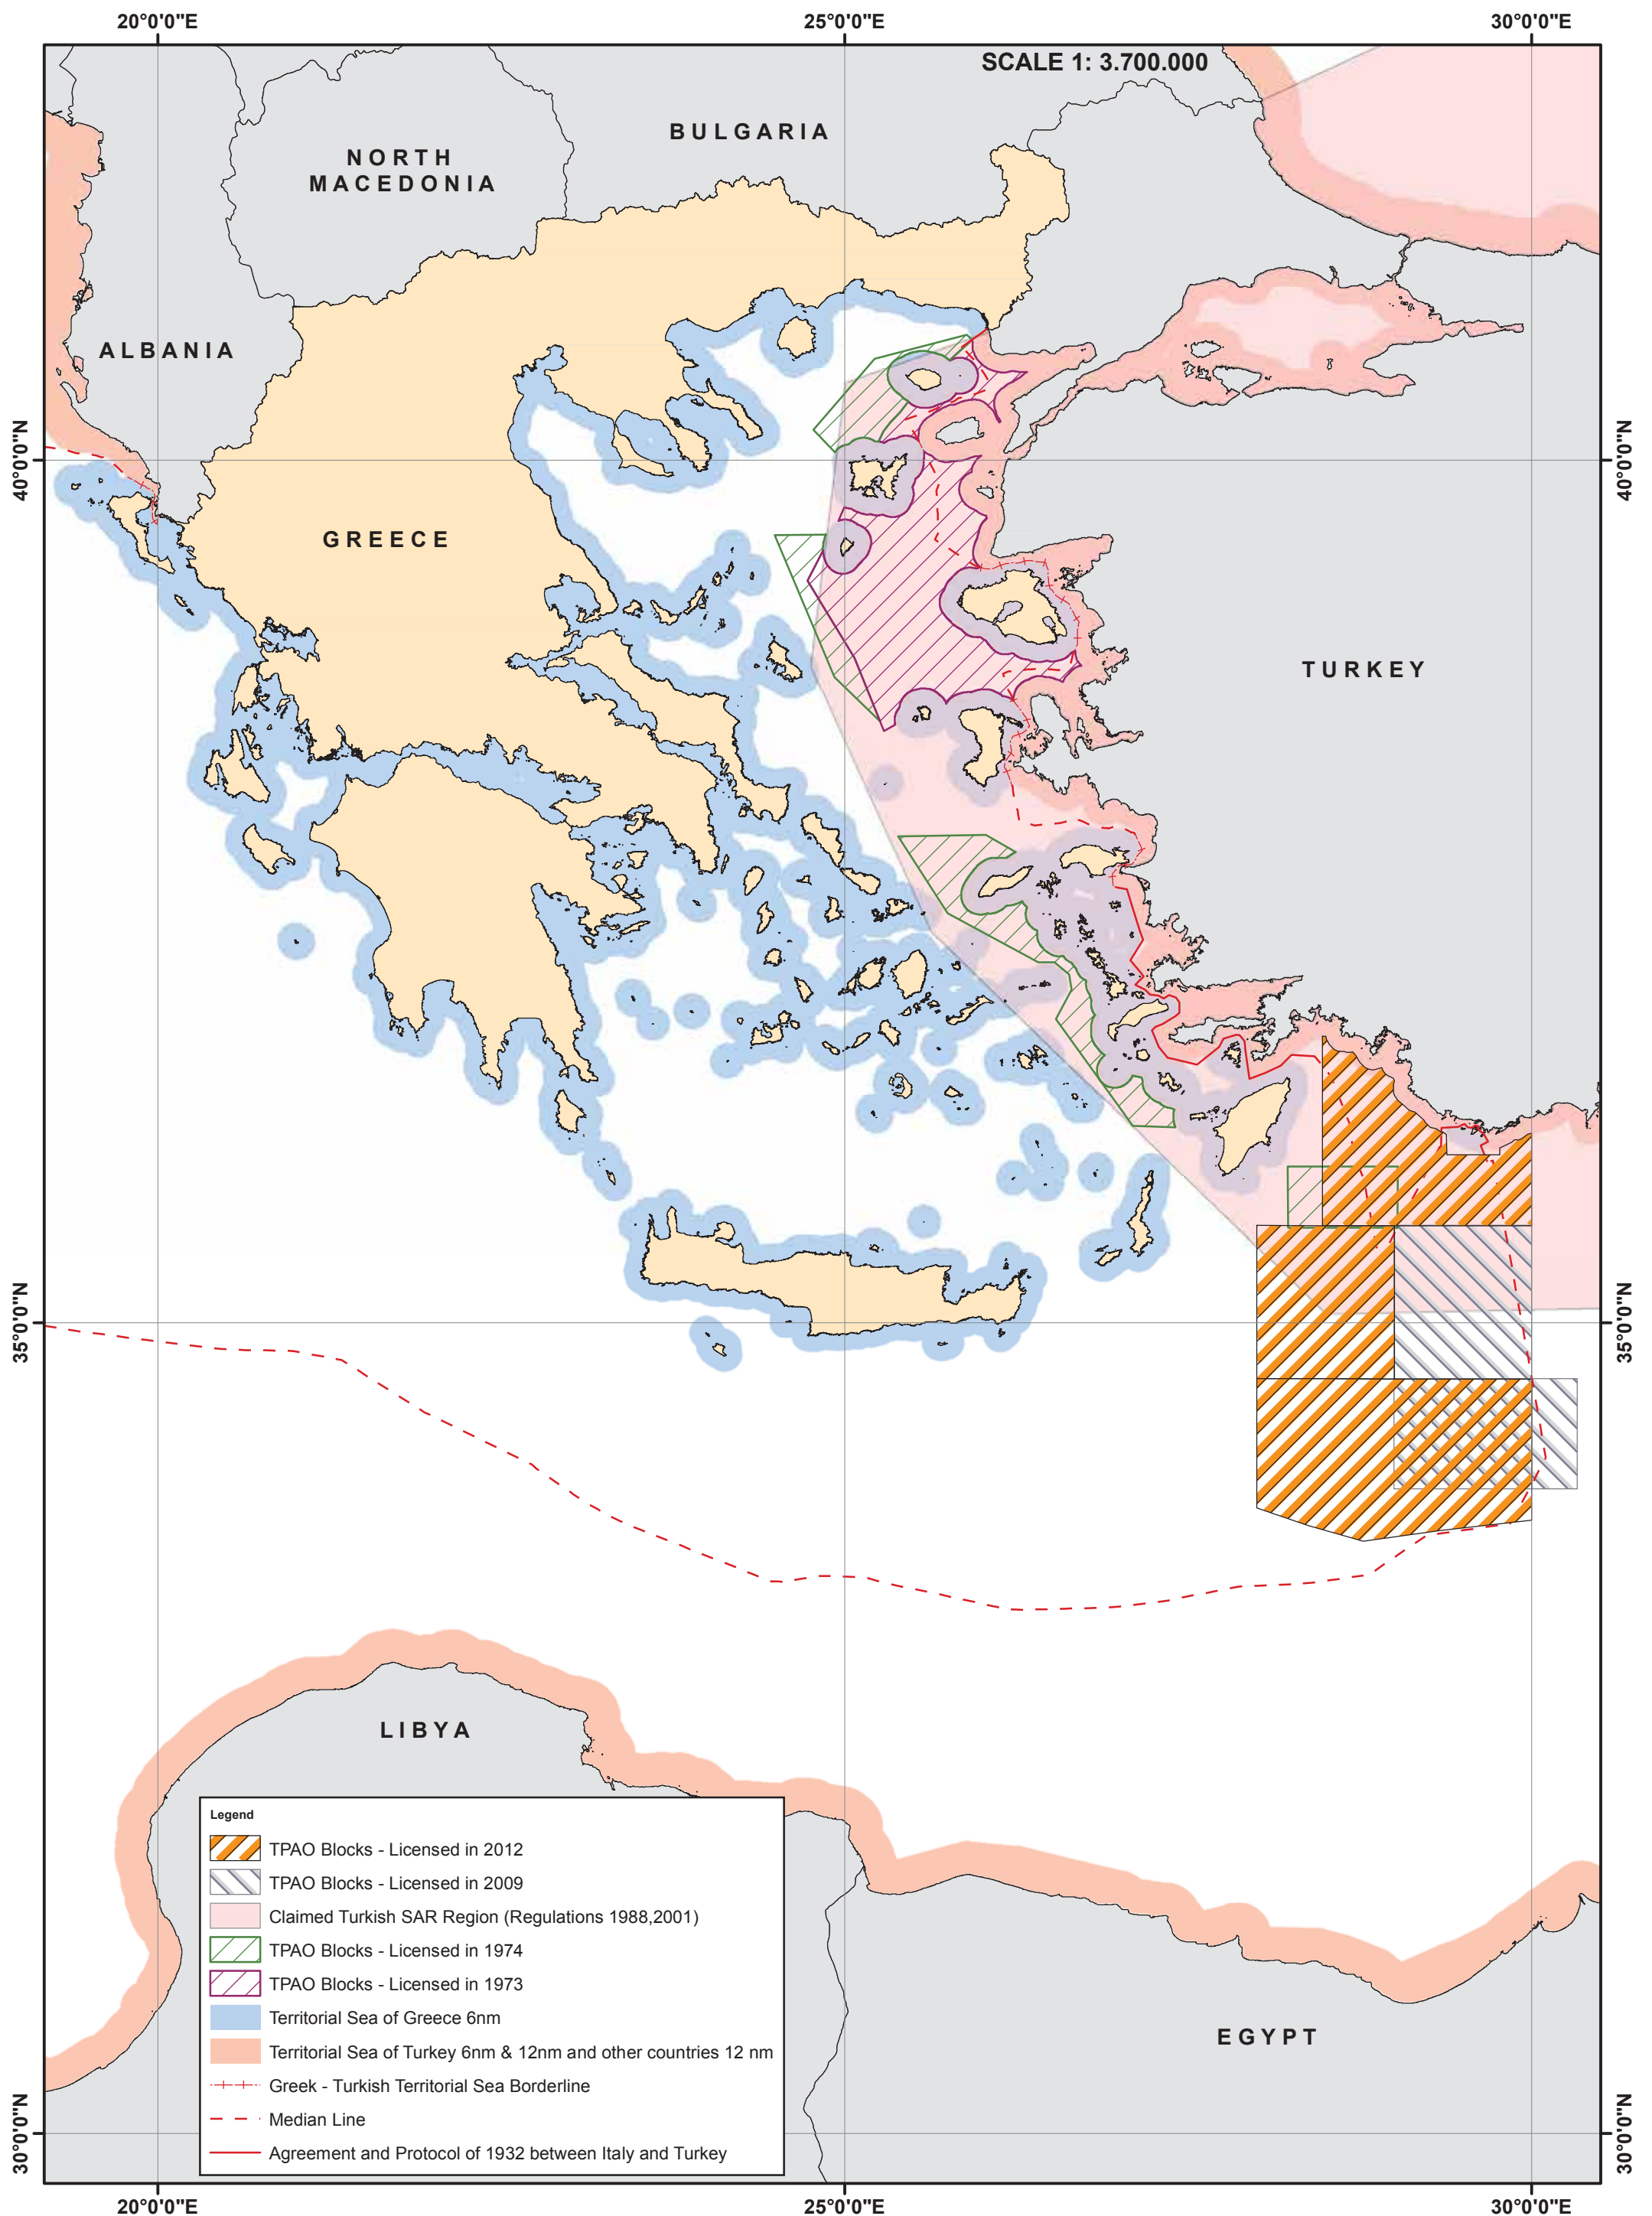 20°0'0"E
25°0'0"E
30°0'0"E
SCALE 1: 3.700.000
BULGARIA
NORTH
MACEDONIA
ALBANIA
40°0'0"N
40°0'0"N
GREECE
TURKEY
35°0'0"N
35°0'0"N
LIBYA
Legend
TPAO Blocks - Licensed in 2012
TPAO Blocks - Licensed in 2009
Claimed Turkish SAR Region (Regulations 1988,2001)
TPAO Blocks - Licensed in 1974
TPAO Blocks - Licensed in 1973
Territorial Sea of Greece 6nm
Territorial Sea of Turkey 6nm & 12nm and other countries 12 nm
Greek - Turkish Territorial Sea Borderline
Median Line
Agreement and Protocol of 1932 between Italy and Turkey
EGYPT
30°0'0"N
30°0'0"N
20°0'0"E
25°0'0"E
30°0'0"E